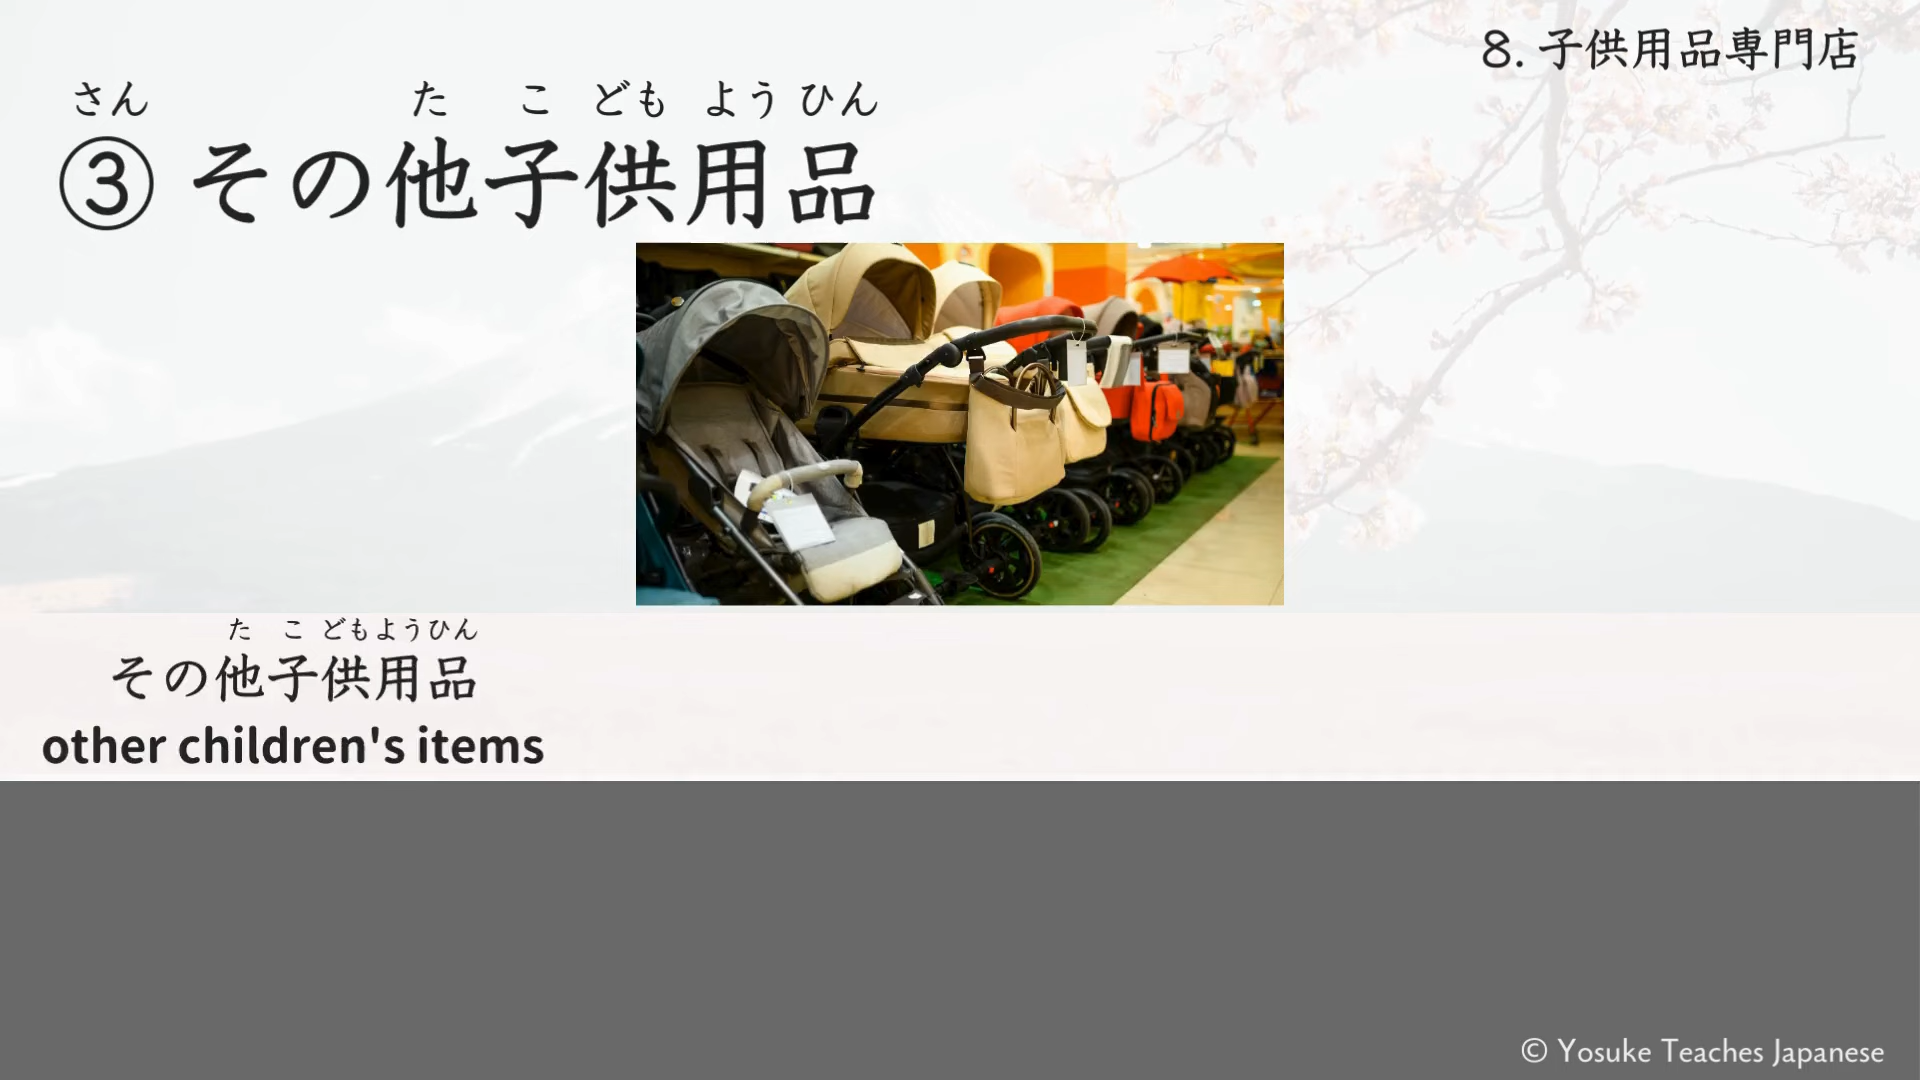 8. 子供用品専門店
さん た こ ども よう ひん
③ その他子供用品
た こ どもようひん
その他子供用品
other children's items
© Yosuke Teaches Japanese